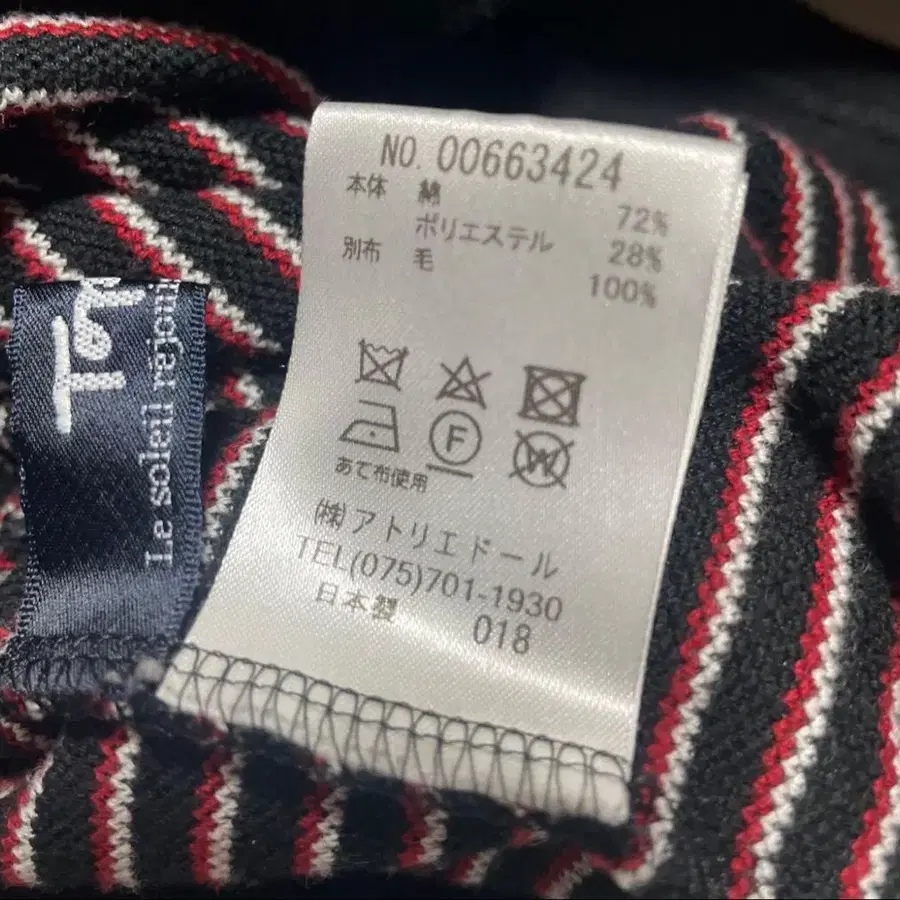 NO. 00663424
本体 綿 72%
ポリエステル 28%
別布 毛 100%
F
W
あて布使用
㈱アトリエドール
TEL(075)701-1930
日本製 018
Le soleil rejoui